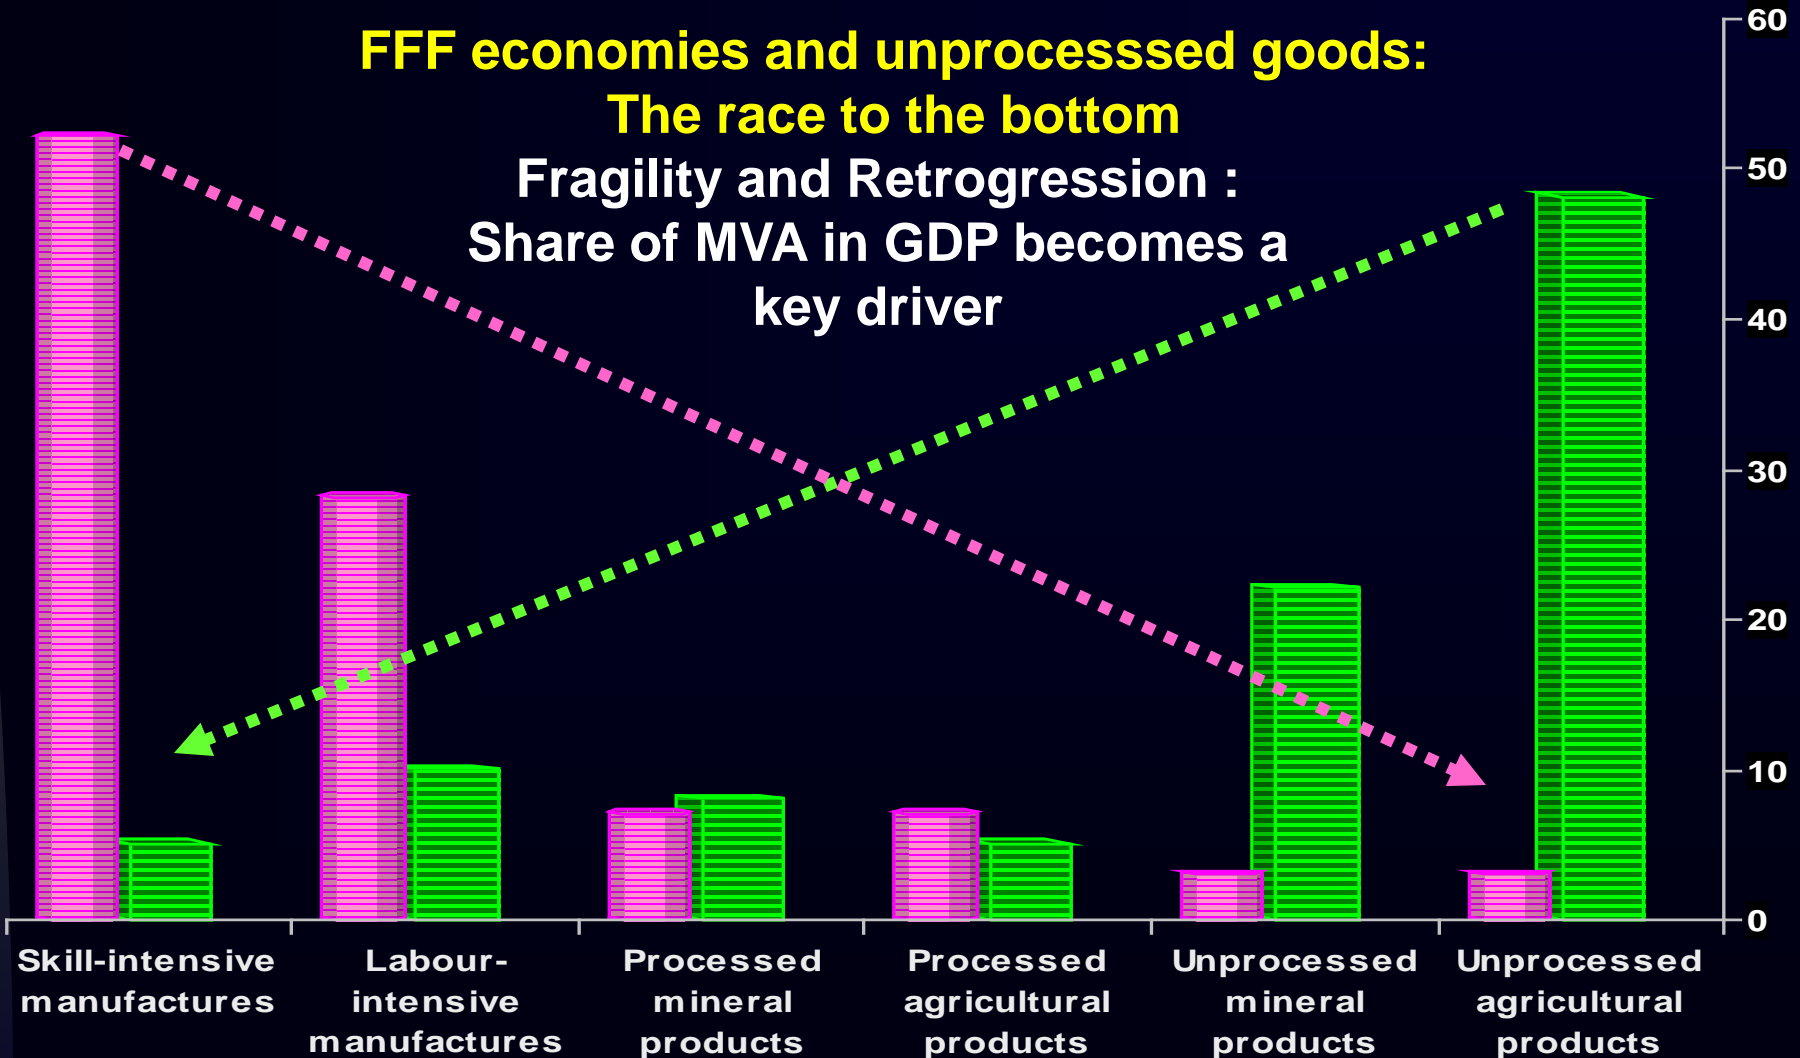 FFF economies and unprocesssed goods:
The race to the bottom
Fragility and Retrogression :
Share of MVA in GDP becomes a
key driver
60
50
40
30
20
10
0
Skill-intensive
manufactures
Labour-
intensive
manufactures
Processed
mineral
products
Processed
agricultural
products
Unprocessed
mineral
products
Unprocessed
agricultural
products